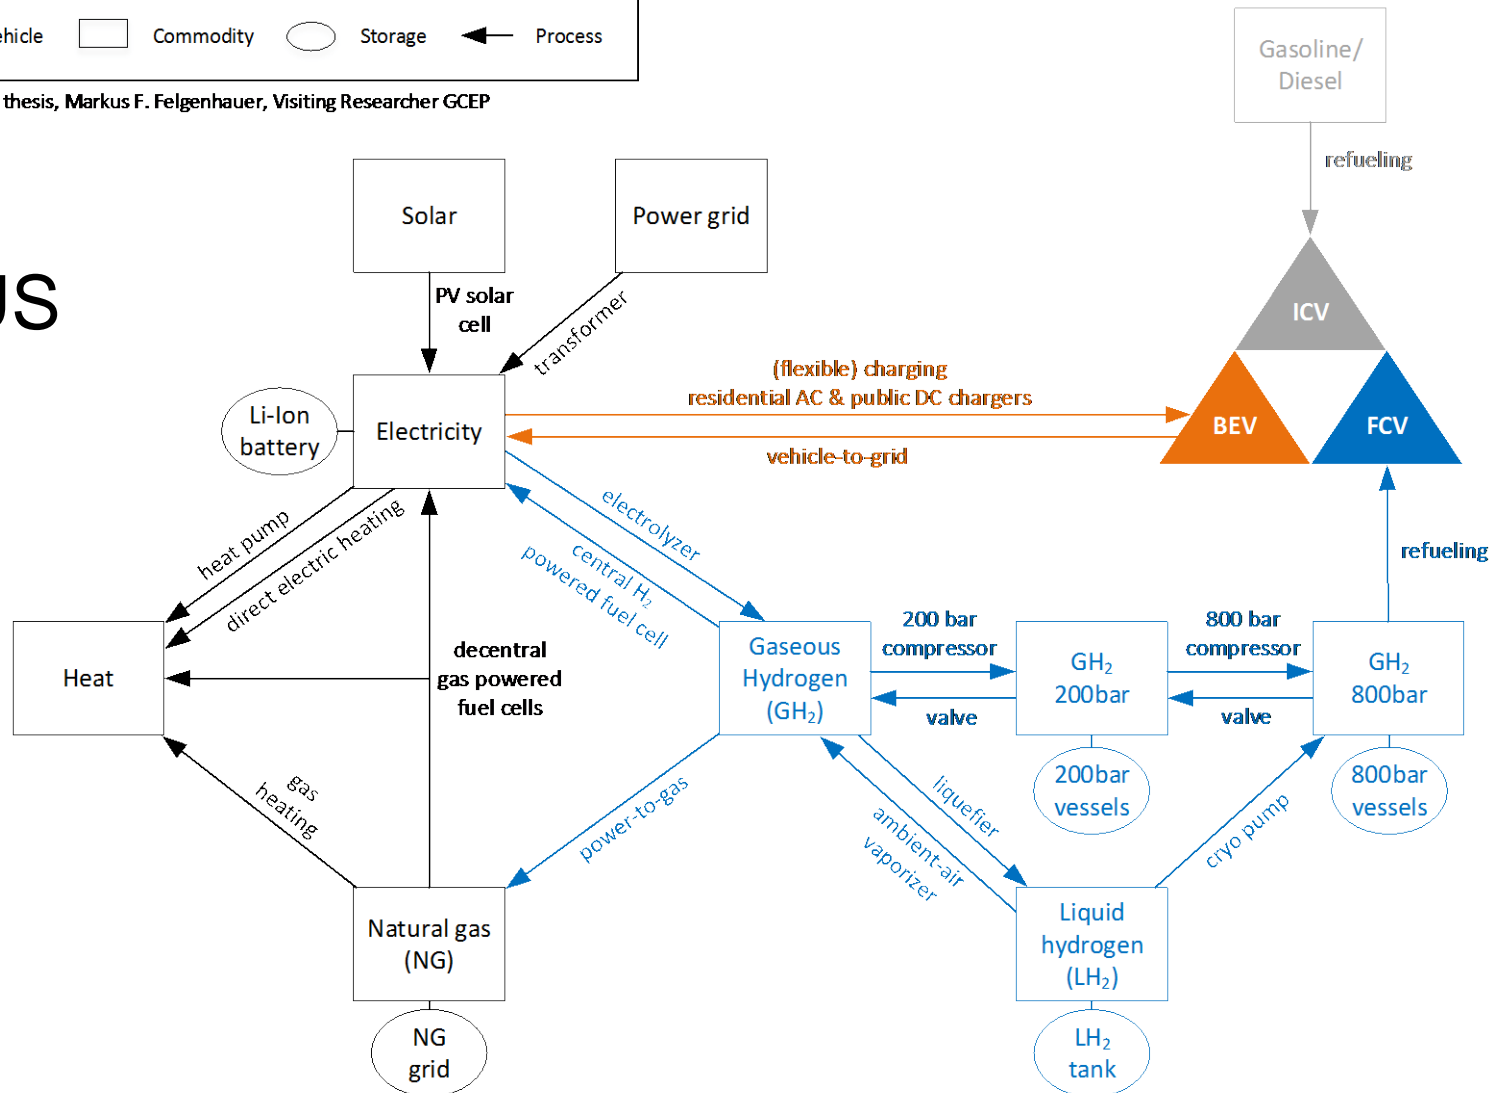 Commodity
Storage
Process
thesis, Markus F. Felgenhauer, Visiting Researcher GCEP
Gasoline/
Diesel
refueling
Solar
Power grid
PV solar
cell
transformer
ICV
(flexible) charging
residential AC & public DC chargers
BEV
FCV
Li-Ion
battery
Electricity
vehicle-to-grid
electrolyzer
central H₂
powered fuel cell
heat pump
direct electric heating
refueling
Heat
decentral
gas powered
fuel cells
Gaseous
Hydrogen
(GH₂)
200 bar
compressor
valve
GH₂
200bar
800 bar
compressor
valve
GH₂
800bar
200bar
vessels
800bar
vessels
gas
heating
power-to-gas
liquefier
ambient-air
vaporizer
cryo pump
Natural gas
(NG)
Liquid
hydrogen
(LH₂)
NG
grid
LH₂
tank